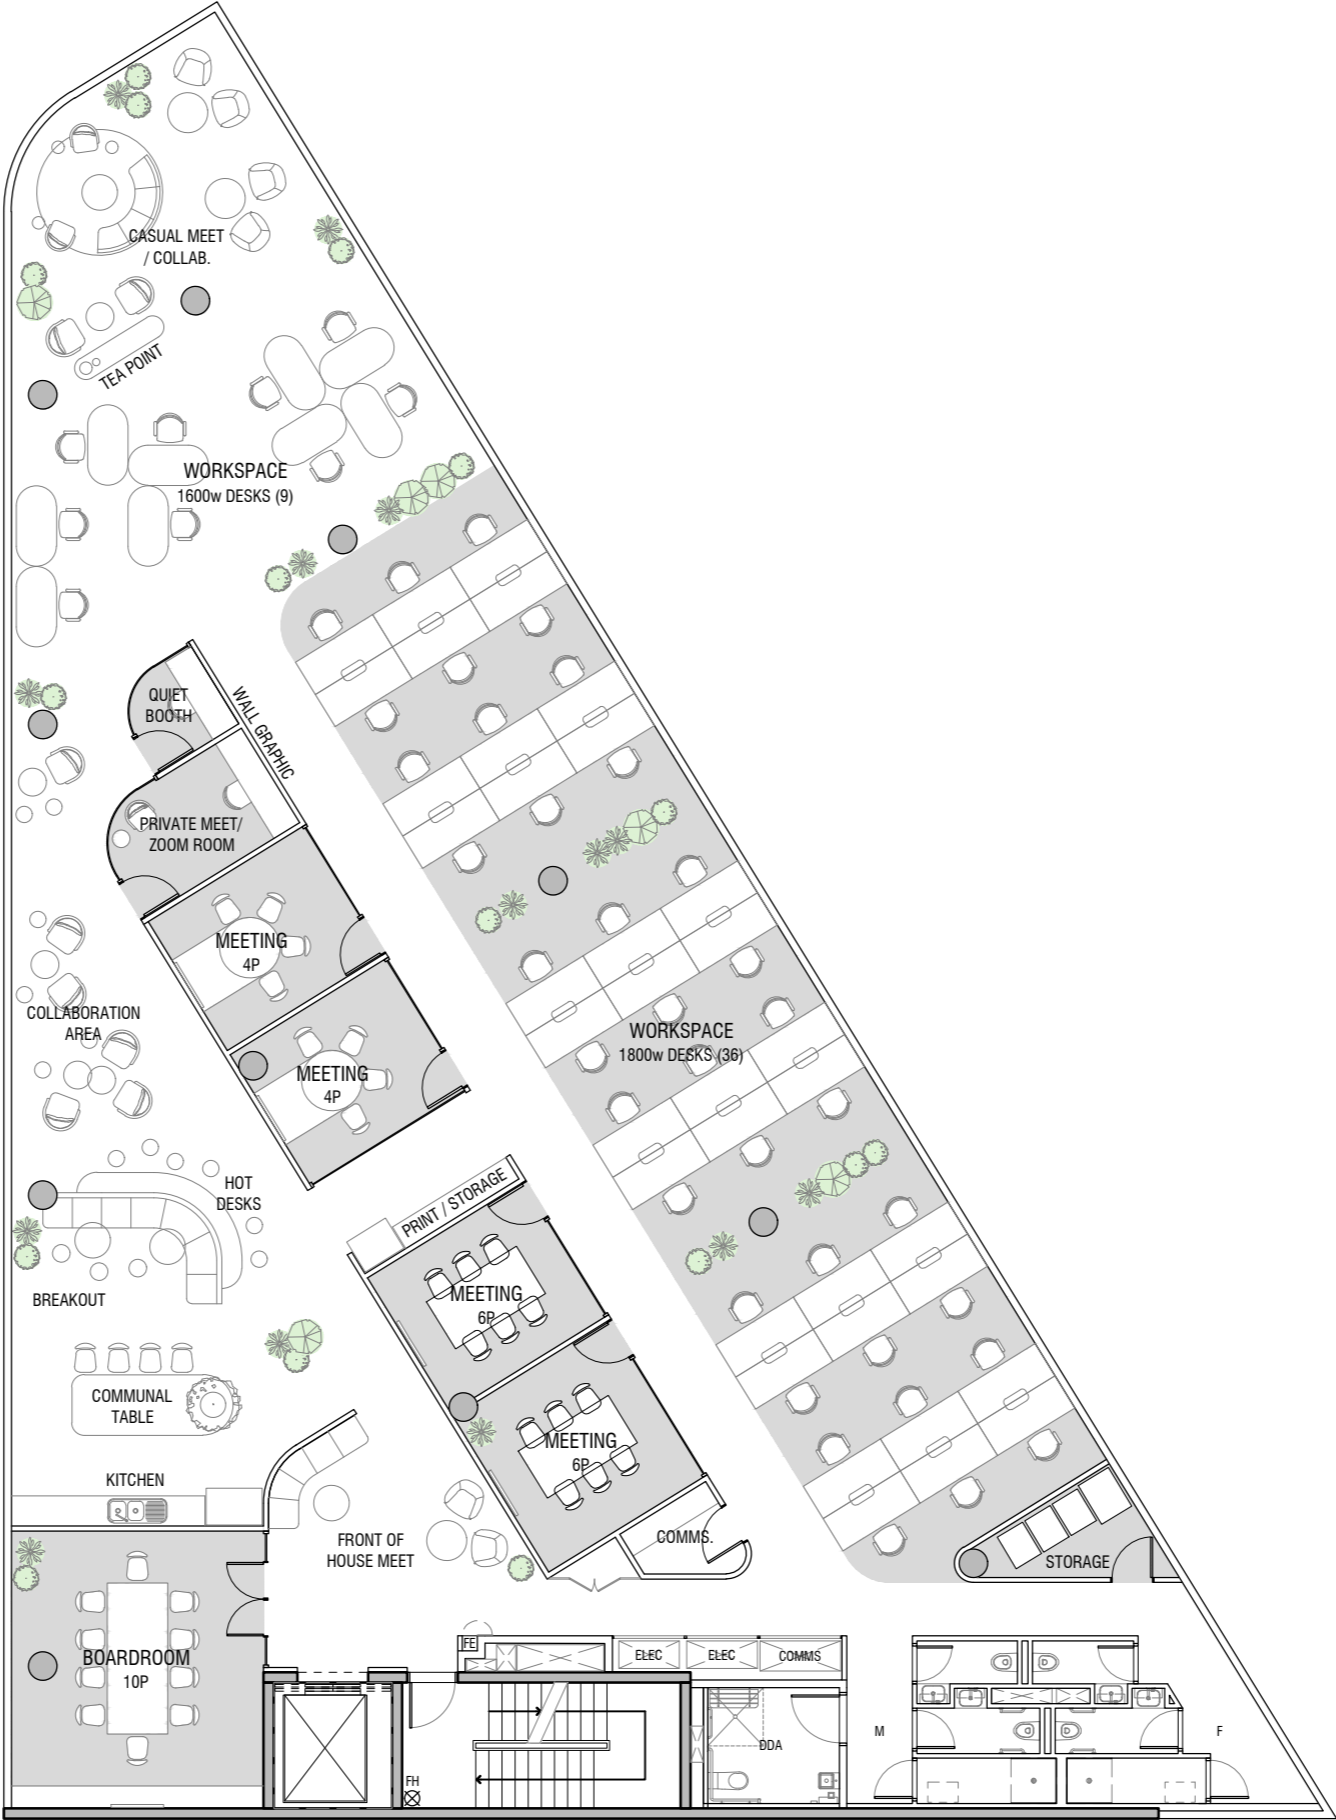 CASUAL MEET
/ COLLAB.
TEA POINT
WORKSPACE
1600w DESKS (9)
QUIET
BOOTH
WALL GRAPHIC
PRIVATE MEET/
ZOOM ROOM
MEETING
4P
COLLABORATION
AREA
MEETING
4P
WORKSPACE
1800w DESKS (36)
HOT
DESKS
PRINT / STORAGE
BREAKOUT
MEETING
6P
COMMUNAL
TABLE
MEETING
6P
KITCHEN
FRONT OF
HOUSE MEET
COMMS.
STORAGE
BOARDROOM
10P
FE
ELEC
ELEC
COMMS
DDA
M
F
FH